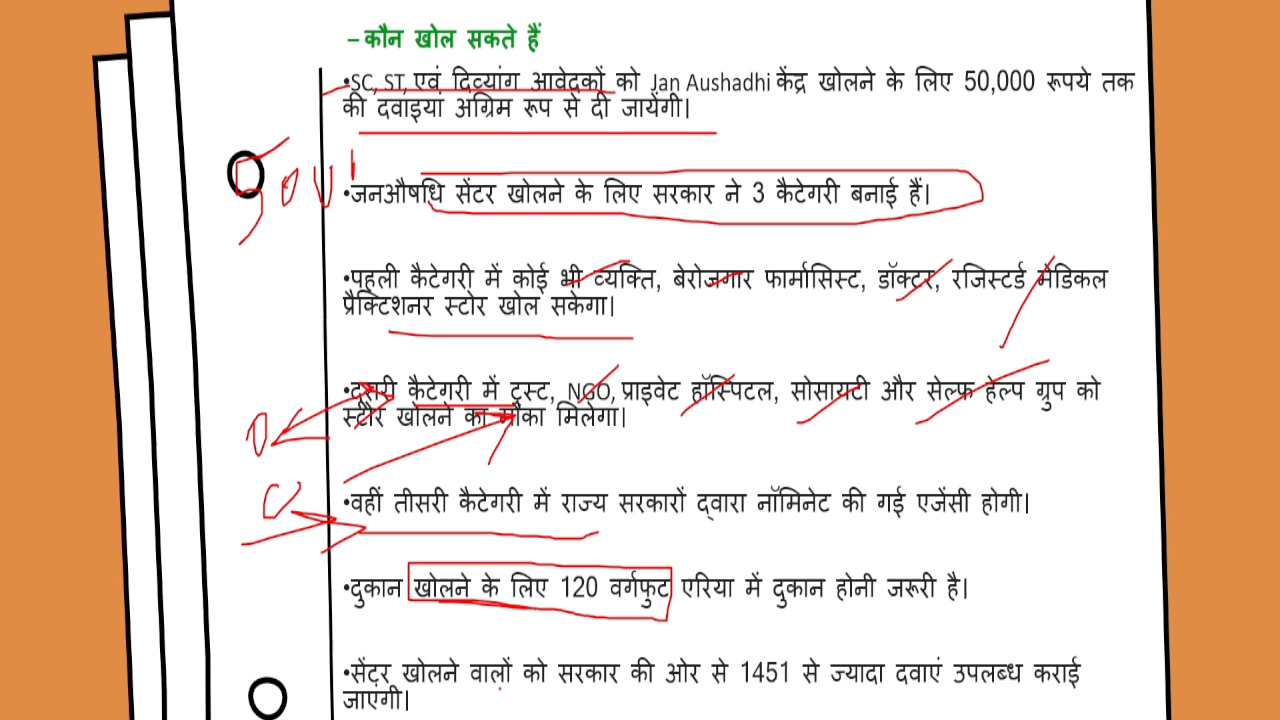 – कौन खोल सकते हैं
•SC, ST, एवं दिव्यांग आवेदकों को Jan Aushadhi केंद्र खोलने के लिए 50,000 रूपये तक
की दवाइयां अग्रिम रूप से दी जायेंगी।
gov'
•जनऔषधि सेंटर खोलने के लिए सरकार ने 3 कैटेगरी बनाई हैं।
•पहली कैटेगरी में कोई भी व्यक्ति, बेरोजगार फार्मासिस्ट, डॉक्टर, रजिस्टर्ड मेडिकल
प्रैक्टिशनर स्टोर खोल सकेगा।
•दूसरी कैटेगरी में ट्रस्ट, NGO, प्राइवेट हॉस्पिटल, सोसायटी और सेल्फ हेल्प ग्रुप को
स्टोर खोलने का मौका मिलेगा।
•वहीं तीसरी कैटेगरी में राज्य सरकारों द्वारा नॉमिनेट की गई एजेंसी होगी।
•दुकान खोलने के लिए 120 वर्गफुट एरिया में दुकान होनी जरूरी है।
•सेंटर खोलने वालों को सरकार की ओर से 1451 से ज्यादा दवाएं उपलब्ध कराई
जाएंगी।